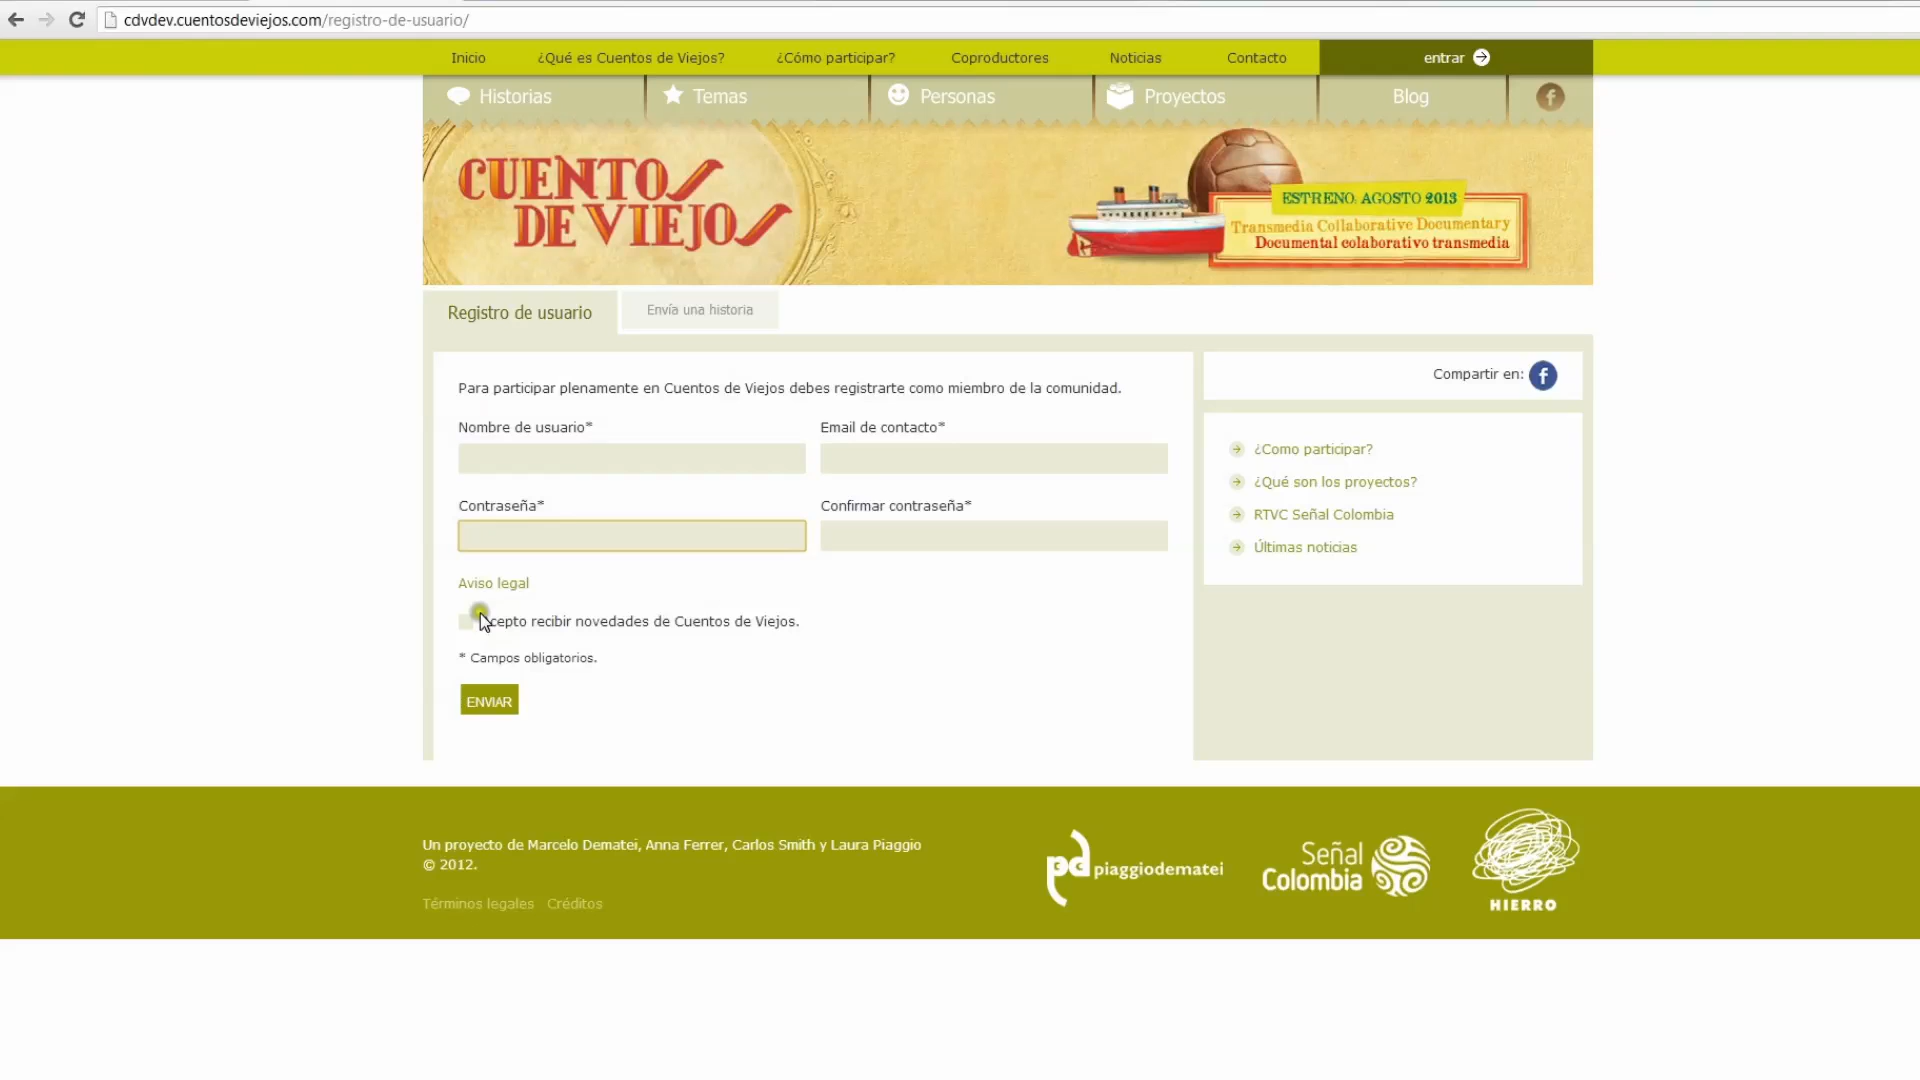 cdvdev.cuentosdeviejos.com/registro-de-usuario/
Inicio ¿Qué es Cuentos de Viejos? ¿Cómo participar? Coproductores Noticias Contacto entrar
Historias Temas Personas Proyectos Blog f
CUENTOS
DE VIEJOS
ESTRENO: AGOSTO 2013
Transmedia Collaborative Documentary
Documental colaborativo transmedia
Registro de usuario Envía una historia
Para participar plenamente en Cuentos de Viejos debes registrarte como miembro de la comunidad.
Compartir en: f
Nombre de usuario* Email de contacto*
Contraseña* Confirmar contraseña*
Aviso legal
cepto recibir novedades de Cuentos de Viejos.
* Campos obligatorios.
ENVIAR
¿Como participar?
¿Qué son los proyectos?
RTVC Señal Colombia
Últimas noticias
Un proyecto de Marcelo Dematei, Anna Ferrer, Carlos Smith y Laura Piaggio
© 2012.
Términos legales Créditos
pd piaggiodematei
Señal
Colombia
HIERRO